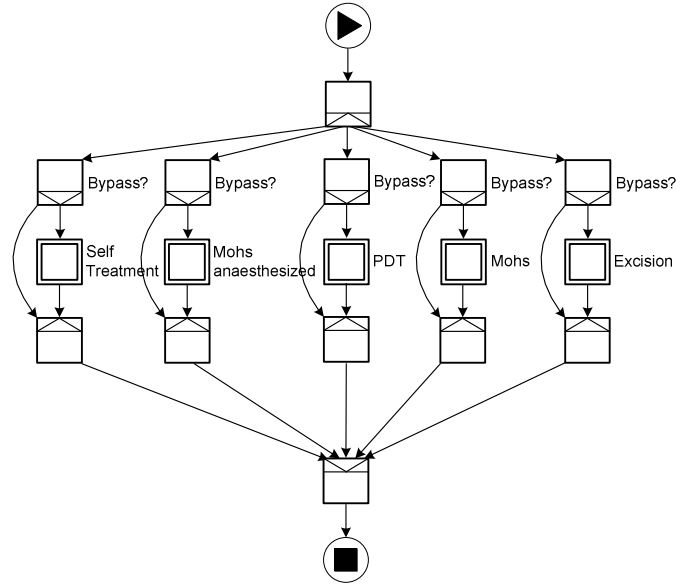 Bypass?
Bypass?
Bypass?
Bypass?
Bypass?
Self
Treatment
Mohs
anaesthesized
PDT
Mohs
Excision